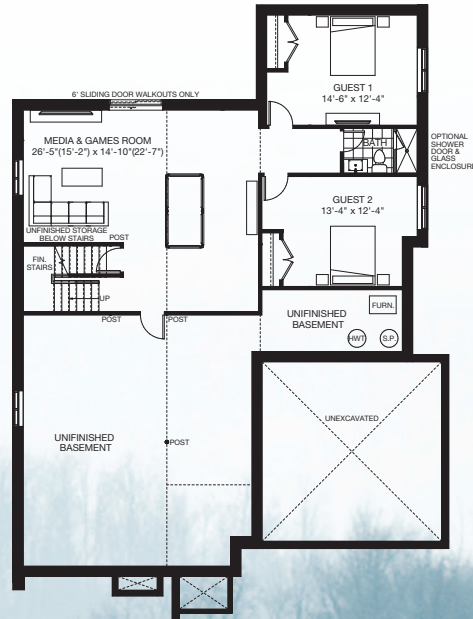 6' SLIDING DOOR WALKOUTS ONLY
GUEST 1
14'-6" x 12'-4"
MEDIA & GAMES ROOM
26'-5"(15'-2") x 14'-10"(22'-7")
BATH
OPTIONAL
SHOWER
DOOR &
GLASS
ENCLOSURE
GUEST 2
13'-4" x 12'-4"
UNFINISHED STORAGE
BELOW STAIRS
POST
FIN.
STAIRS
UP
POST
POST
UNFINISHED
BASEMENT
FURN.
HWT
S.P.
UNEXCAVATED
UNFINISHED
BASEMENT
POST